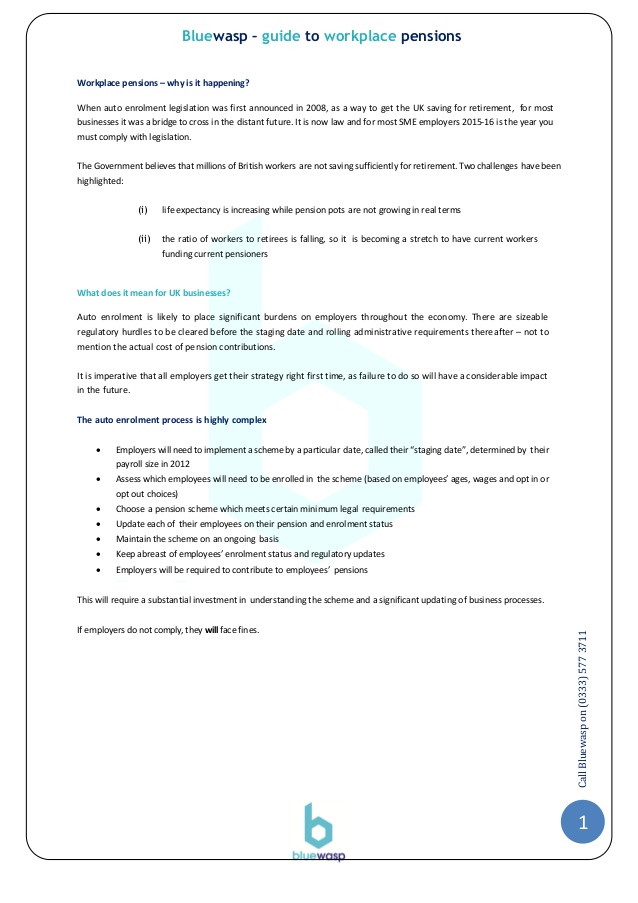 Bluewasp – guide to workplace pensions
Workplace pensions – why is it happening?
When auto enrolment legislation was first announced in 2008, as a way to get the UK saving for retirement, for most
businesses it was a bridge to cross in the distant future. It is now law and for most SME employers 2015-16 is the year you
must comply with legislation.
The Government believes that millions of British workers are not saving sufficiently for retirement. Two challenges have been
highlighted:
(i) life expectancy is increasing while pension pots are not growing in real terms
(ii) the ratio of workers to retirees is falling, so it is becoming a stretch to have current workers
funding current pensioners
What does it mean for UK businesses?
Auto enrolment is likely to place significant burdens on employers throughout the economy. There are sizeable
regulatory hurdles to be cleared before the staging date and rolling administrative requirements thereafter – not to
mention the actual cost of pension contributions.
It is imperative that all employers get their strategy right first time, as failure to do so will have a considerable impact
in the future.
The auto enrolment process is highly complex
• Employers will need to implement a scheme by a particular date, called their “staging date”, determined by their
payroll size in 2012
• Assess which employees will need to be enrolled in the scheme (based on employees’ ages, wages and opt in or
opt out choices)
• Choose a pension scheme which meets certain minimum legal requirements
• Update each of their employees on their pension and enrolment status
• Maintain the scheme on an ongoing basis
• Keep abreast of employees’ enrolment status and regulatory updates
• Employers will be required to contribute to employees’ pensions
This will require a substantial investment in understanding the scheme and a significant updating of business processes.
If employers do not comply, they will face fines.
Call Bluewasp on (0333) 577 3711
1
bluewasp